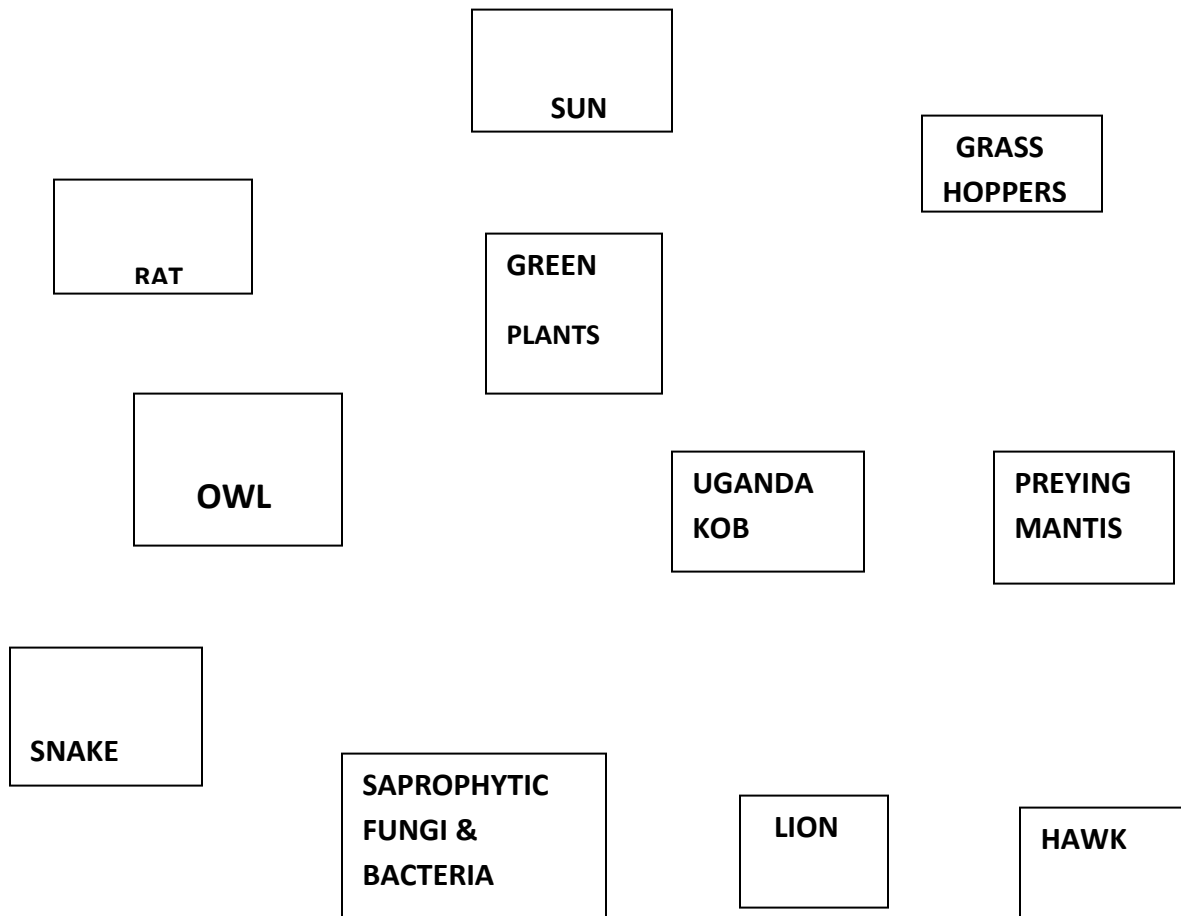 SUN
GRASS
HOPPERS
RAT
GREEN
PLANTS
OWL
UGANDA
KOB
PREYING
MANTIS
SNAKE
SAPROPHYTIC
FUNGI &
BACTERIA
LION
HAWK